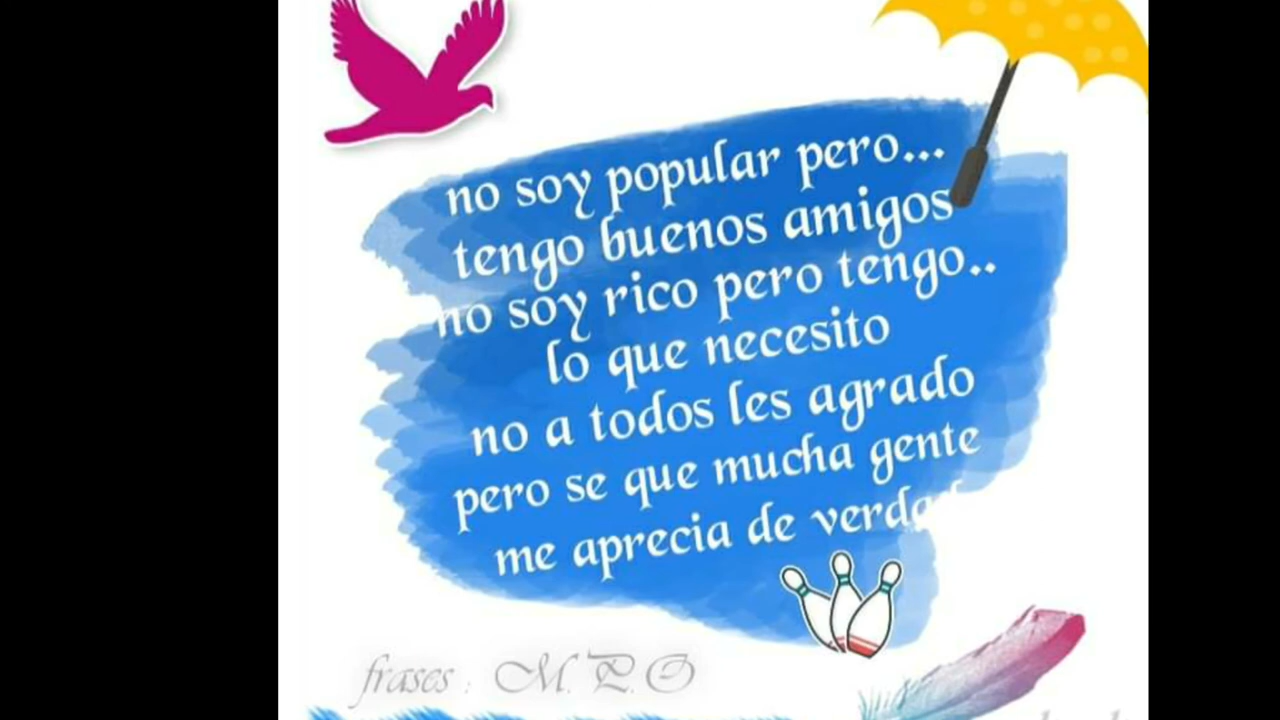 no soy popular pero...
tengo buenos amigos
no soy rico pero tengo..
lo que necesito
no a todos les agrado
pero se que mucha gente
me aprecia de verdad
frases : M.P.O